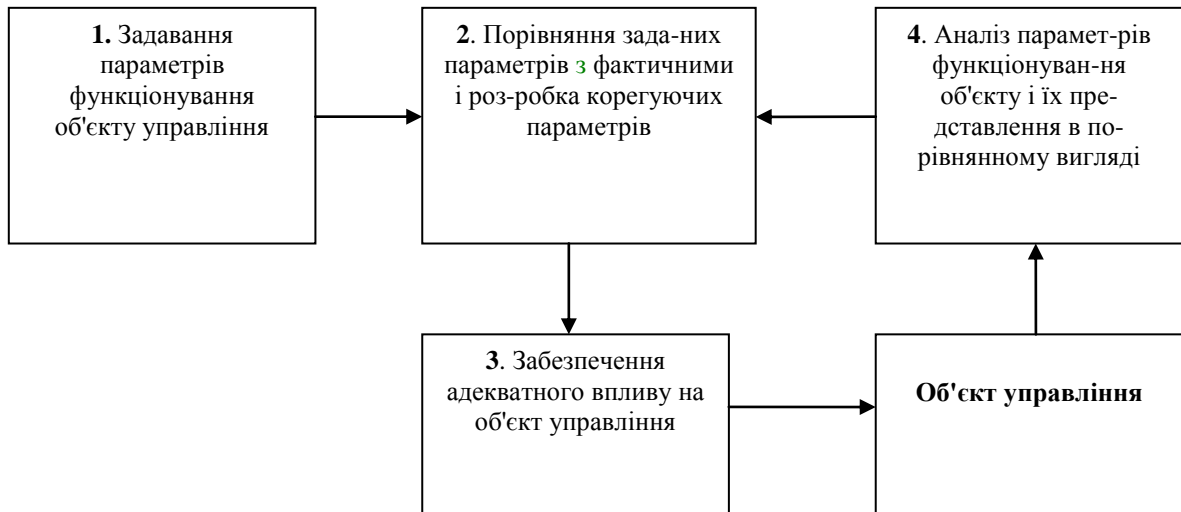 1. Задавання
параметрів
функціонування
об'єкту управління
2. Порівняння зада-них
параметрів з фактичними
і роз-робка корегуючих
параметрів
4. Аналіз парамет-рів
функціонуван-ня
об'єкту і їх пре-
дставлення в по-
рівнянному вигляді
3. Забезпечення
адекватного впливу на
об'єкт управління
Об'єкт управління